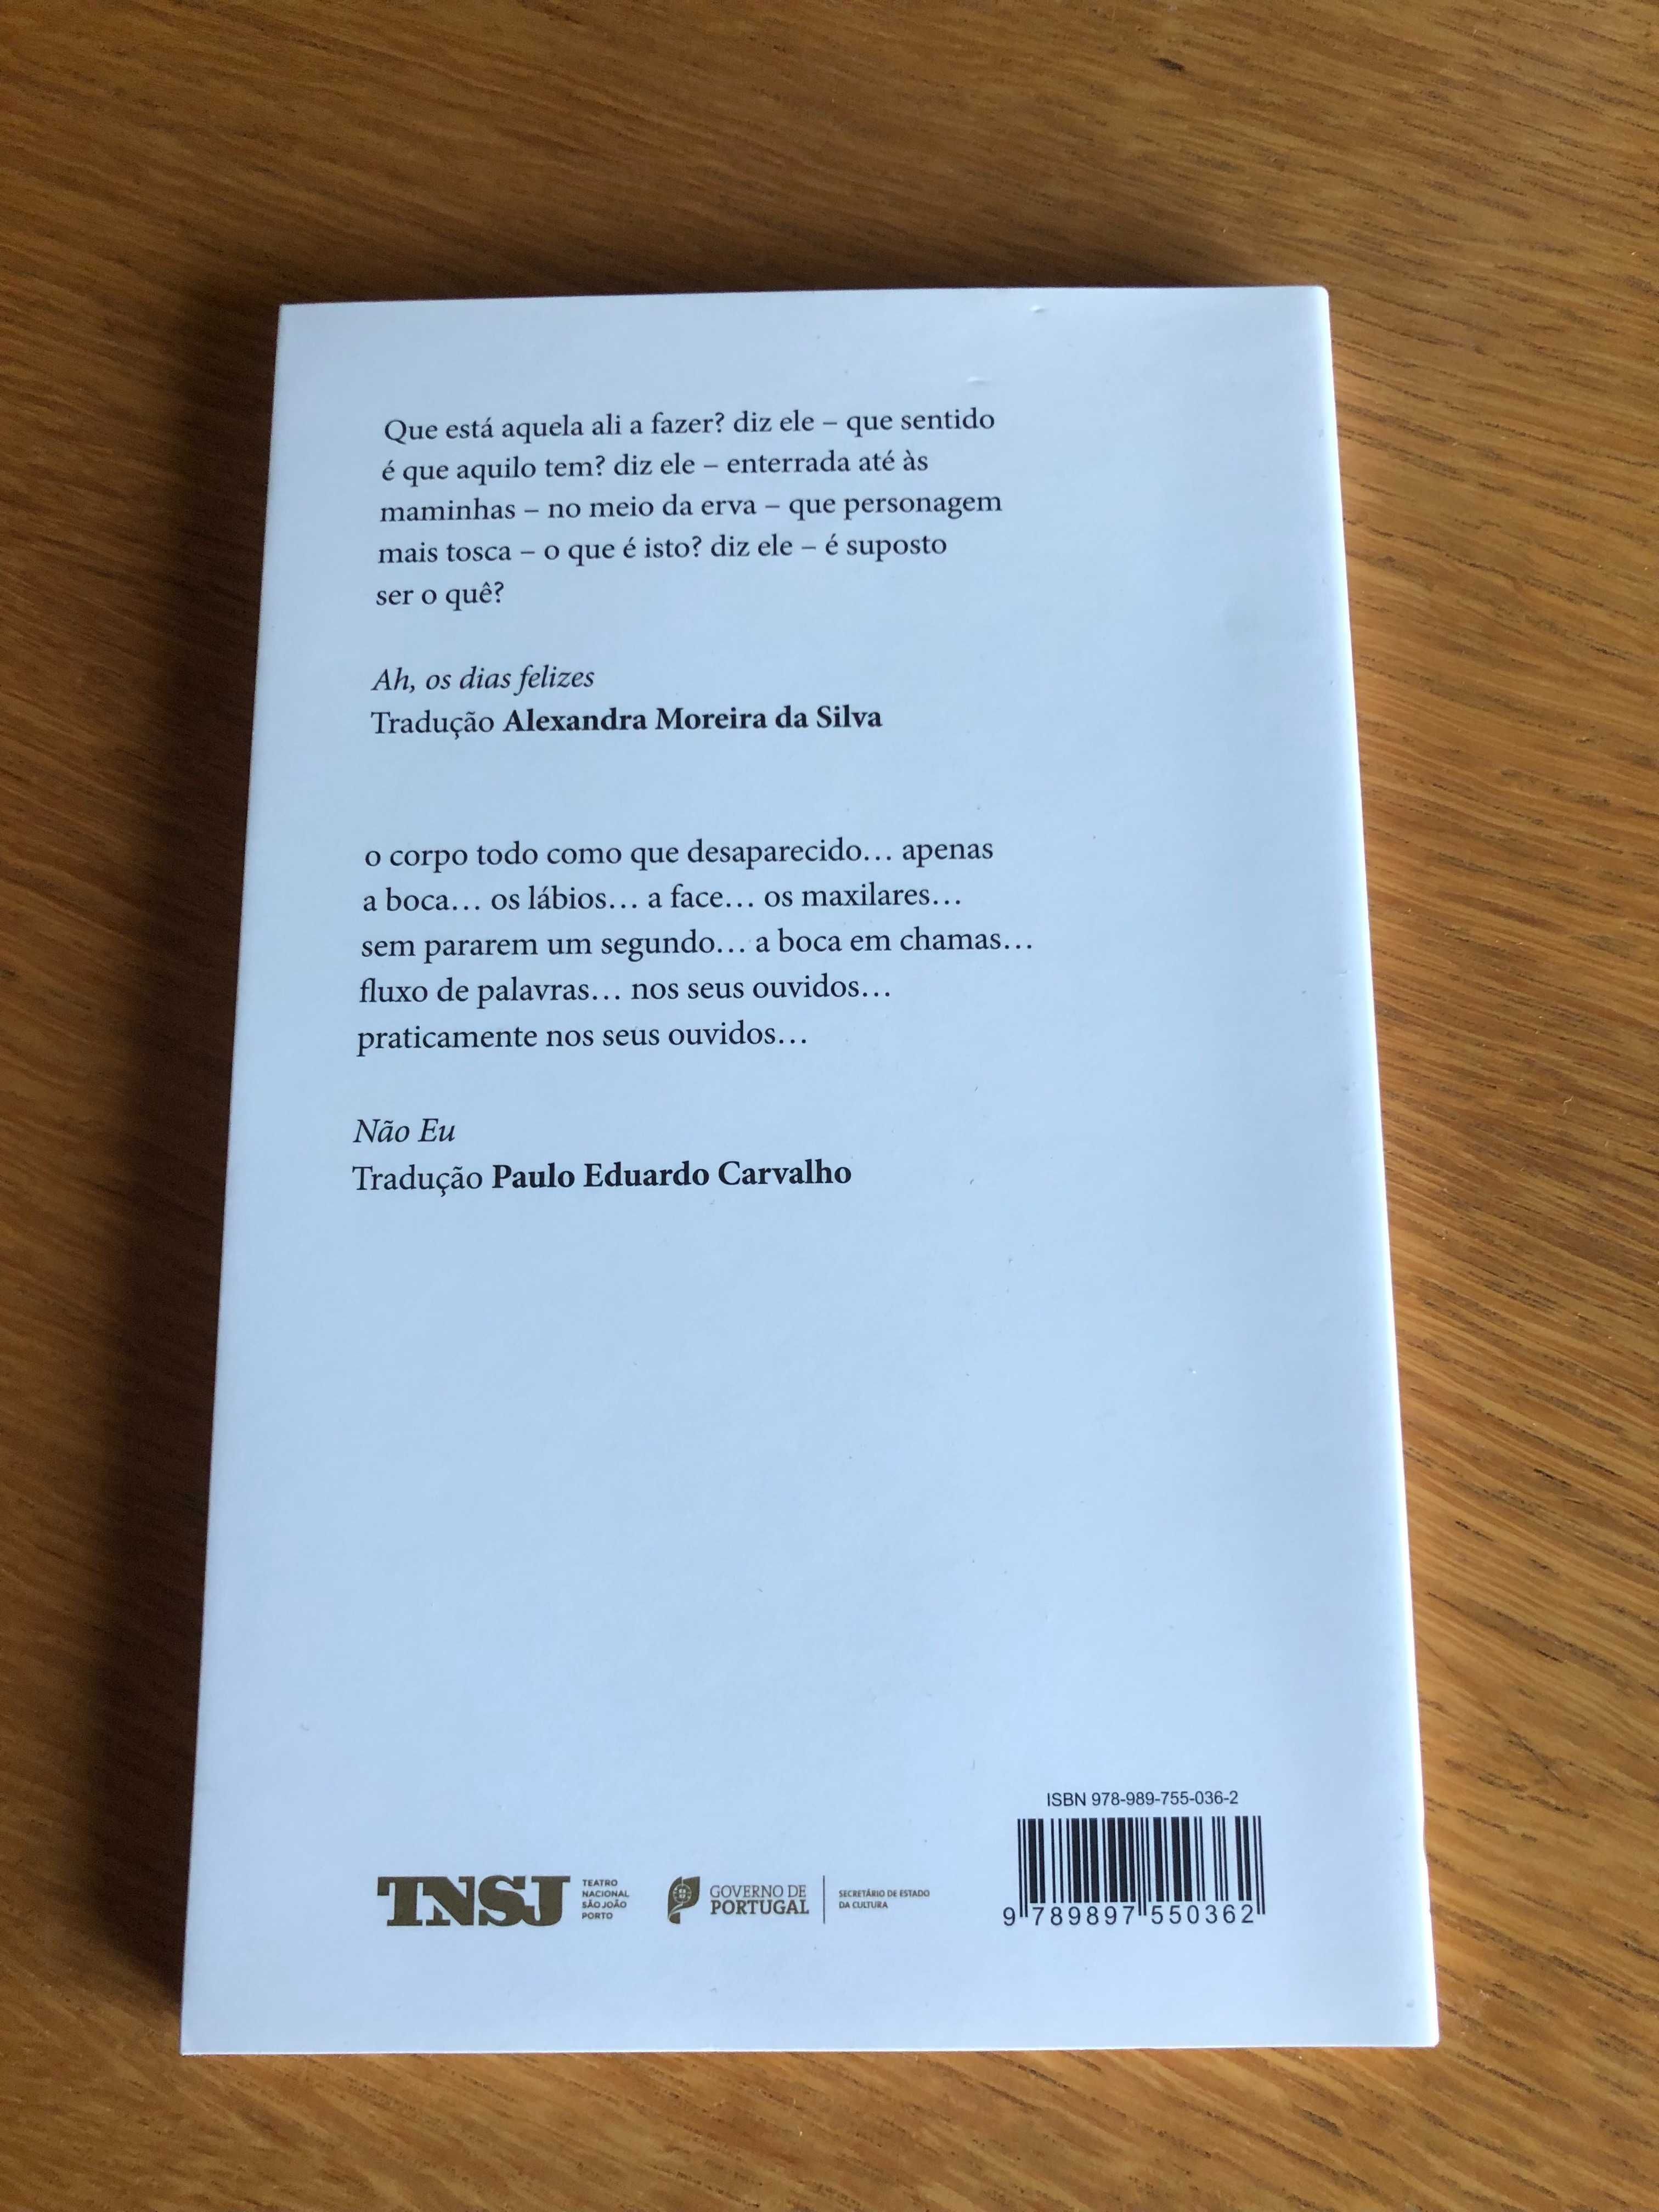 Que está aquela ali a fazer? diz ele – que sentido
é que aquilo tem? diz ele – enterrada até às
maminhas – no meio da erva – que personagem
mais tosca – o que é isto? diz ele – é suposto
ser o quê?
Ah, os dias felizes
Tradução Alexandra Moreira da Silva
o corpo todo como que desaparecido… apenas
a boca… os lábios… a face… os maxilares…
sem pararem um segundo… a boca em chamas…
fluxo de palavras… nos seus ouvidos…
praticamente nos seus ouvidos…
Não Eu
Tradução Paulo Eduardo Carvalho
TNSJ
TEATRO
NACIONAL
SÃO JOÃO
PORTO
GOVERNO DE
PORTUGAL
SECRETÁRIO DE ESTADO
DA CULTURA
ISBN 978-989-755-036-2
9 789897 550362